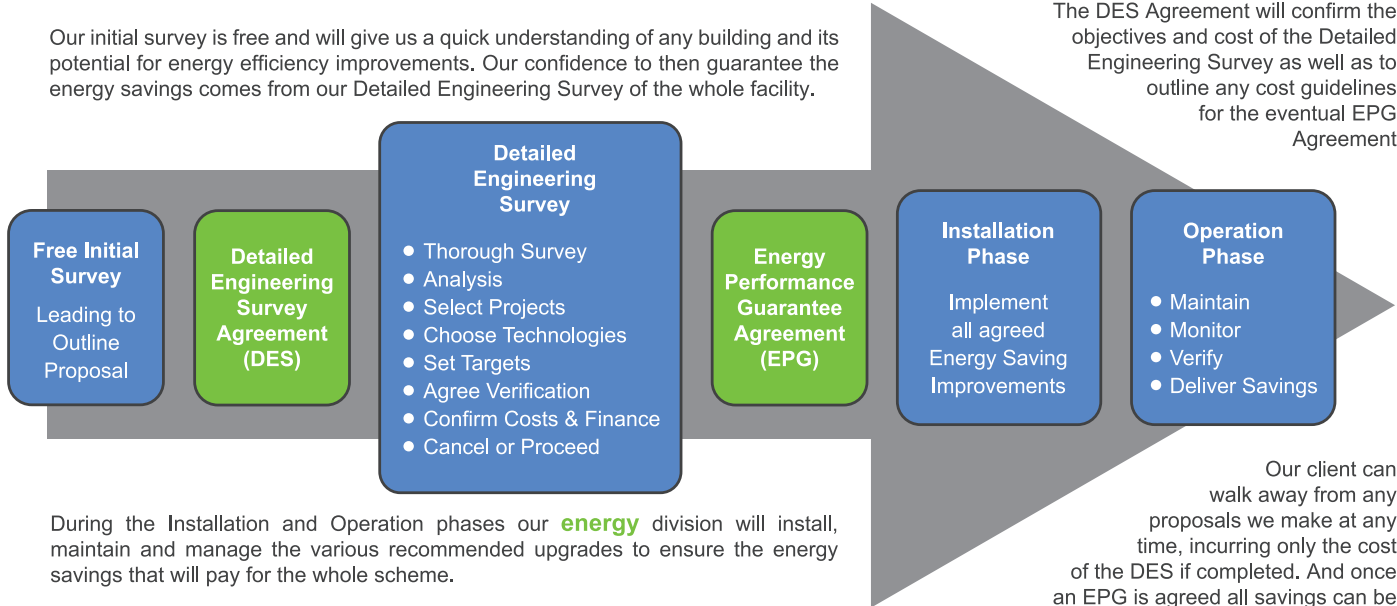 Our initial survey is free and will give us a quick understanding of any building and its
potential for energy efficiency improvements. Our confidence to then guarantee the
energy savings comes from our Detailed Engineering Survey of the whole facility.
The DES Agreement will confirm the
objectives and cost of the Detailed
Engineering Survey as well as to
outline any cost guidelines
for the eventual EPG
Agreement
Free Initial
Survey
Leading to
Outline
Proposal
Detailed
Engineering
Survey
Agreement
(DES)
Detailed
Engineering
Survey
● Thorough Survey
● Analysis
● Select Projects
● Choose Technologies
● Set Targets
● Agree Verification
● Confirm Costs & Finance
● Cancel or Proceed
Energy
Performance
Guarantee
Agreement
(EPG)
Installation
Phase
Implement
all agreed
Energy Saving
Improvements
Operation
Phase
● Maintain
● Monitor
● Verify
● Deliver Savings
During the Installation and Operation phases our energy division will install,
maintain and manage the various recommended upgrades to ensure the energy
savings that will pay for the whole scheme.
Our client can
walk away from any
proposals we make at any
time, incurring only the cost
of the DES if completed. And once
an EPG is agreed all savings can be